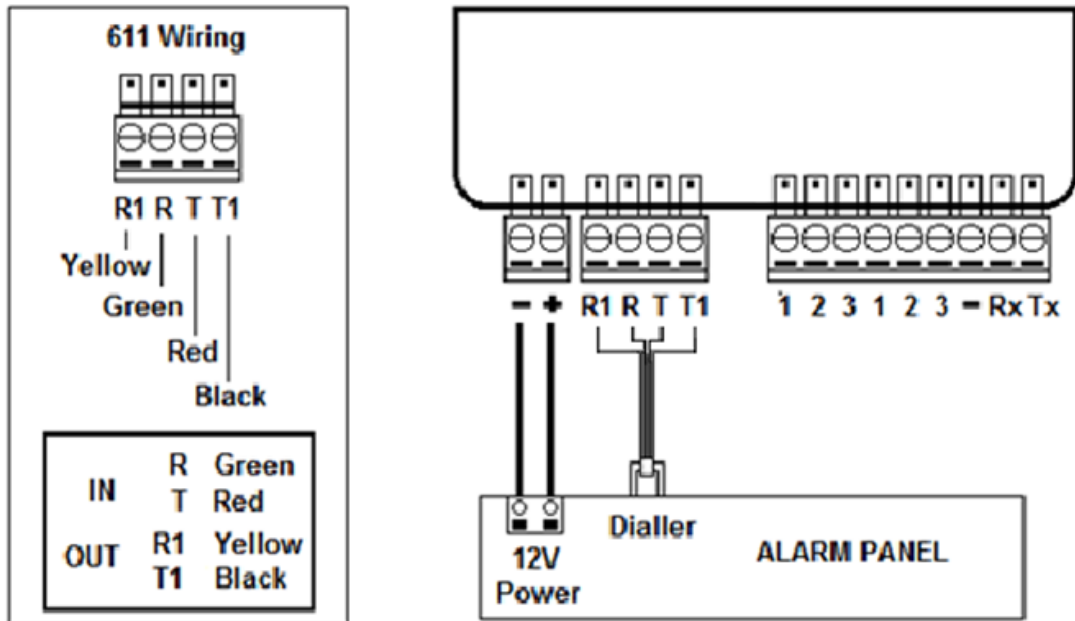 611 Wiring
R1 R T T1
Yellow
Green
Red
Black
IN
R Green
T Red
OUT
R1 Yellow
T1 Black
- + R1 R T T1 1 2 3 1 2 3 - Rx Tx
12V
Power
Dialler
ALARM PANEL